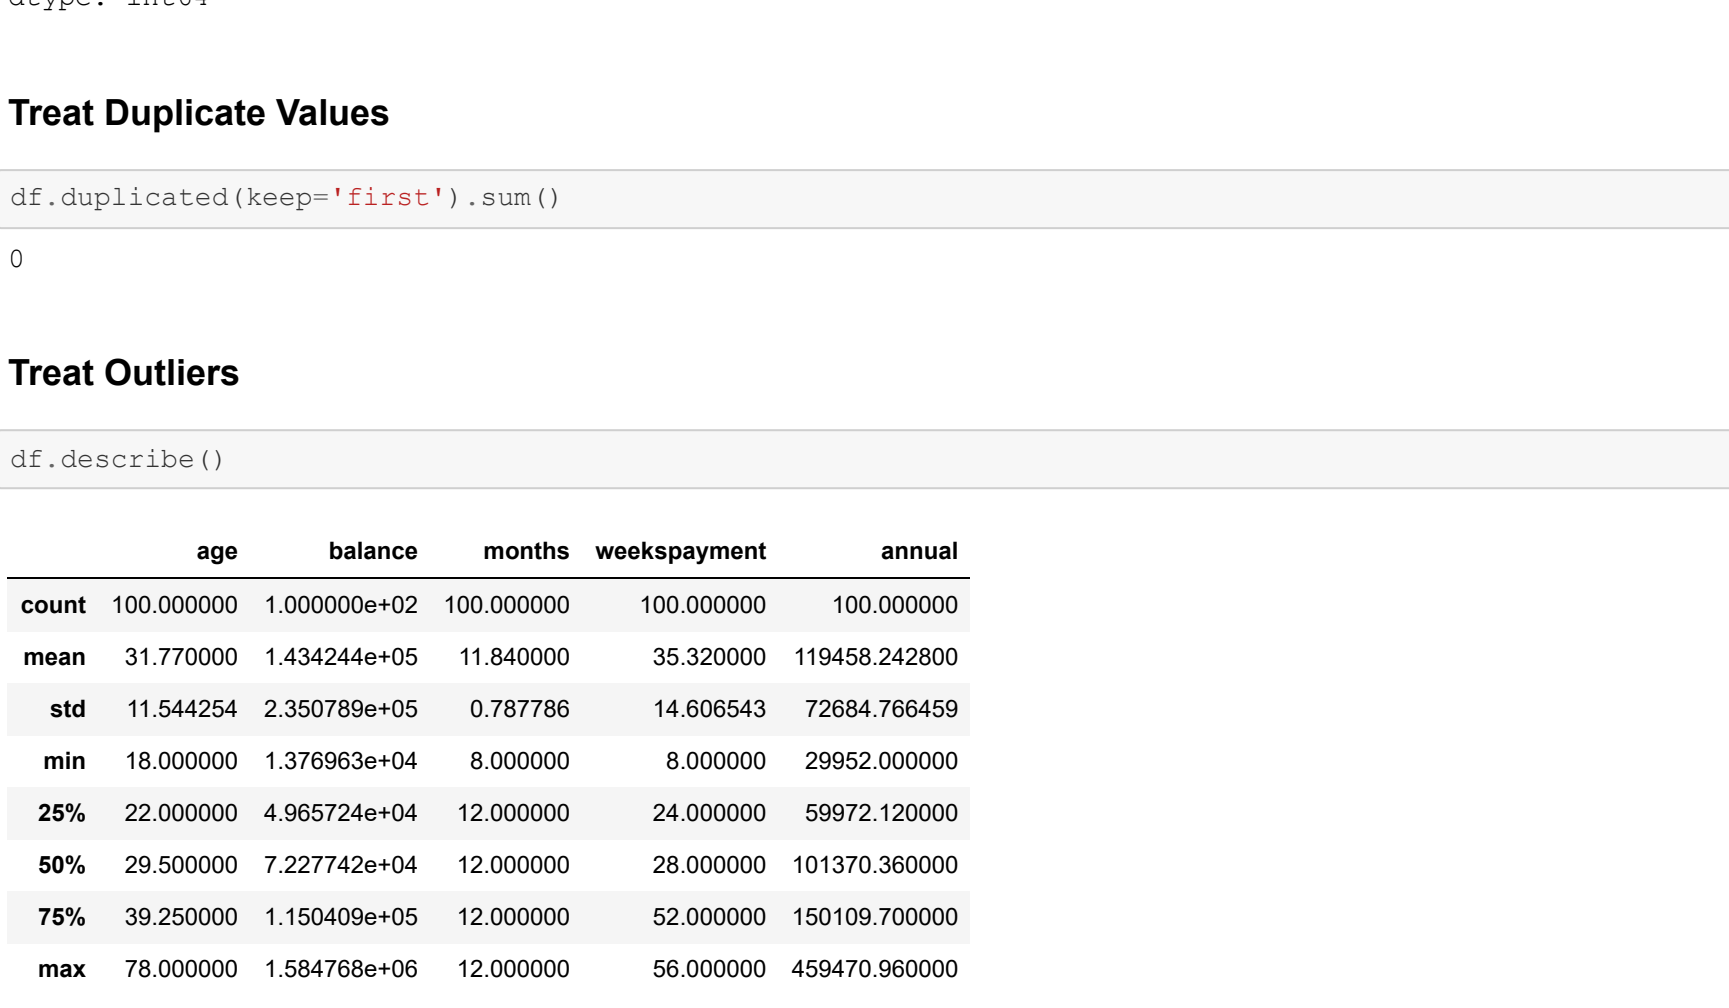 dtype: int64
Treat Duplicate Values
df.duplicated(keep='first').sum()
0
Treat Outliers
df.describe()
age balance months weekspayment annual
count 100.000000 1.000000e+02 100.000000 100.000000 100.000000
mean 31.770000 1.434244e+05 11.840000 35.320000 119458.242800
std 11.544254 2.350789e+05 0.787786 14.606543 72684.766459
min 18.000000 1.376963e+04 8.000000 8.000000 29952.000000
25% 22.000000 4.965724e+04 12.000000 24.000000 59972.120000
50% 29.500000 7.227742e+04 12.000000 28.000000 101370.360000
75% 39.250000 1.150409e+05 12.000000 52.000000 150109.700000
max 78.000000 1.584768e+06 12.000000 56.000000 459470.960000